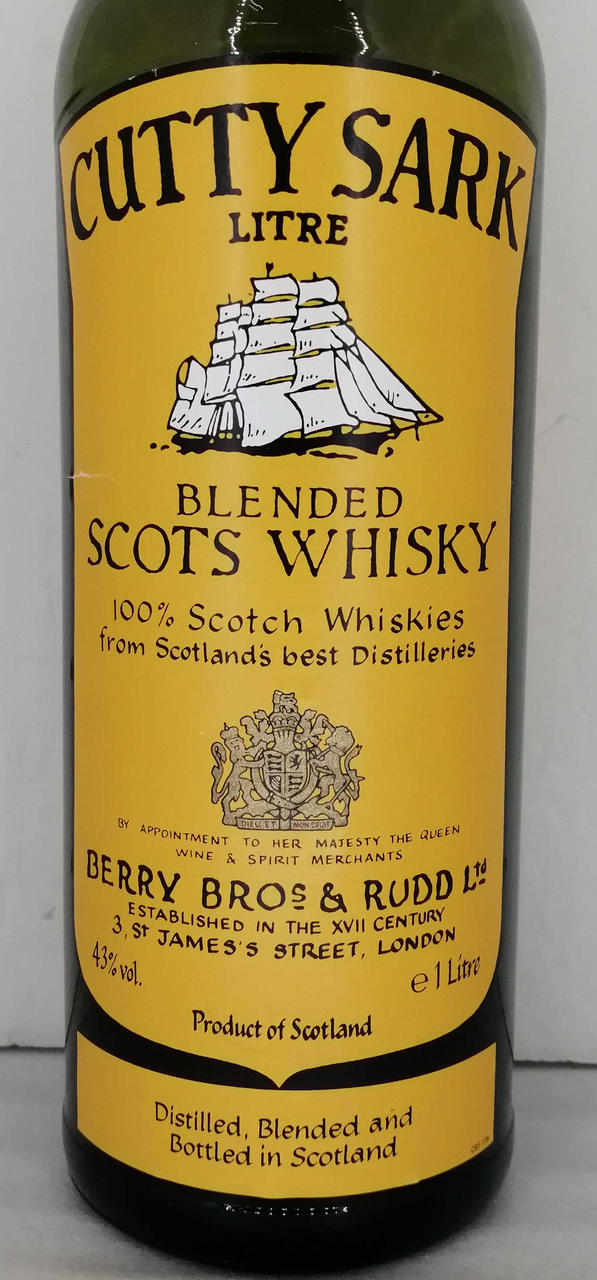 CUTTY SARK
LITRE
BLENDED
SCOTS WHISKY
100% Scotch Whiskies
from Scotland's best Distilleries
DIEU ET MON DROIT
BY APPOINTMENT TO HER MAJESTY THE QUEEN
WINE & SPIRIT MERCHANTS
BERRY BROS & RUDD Ltd
ESTABLISHED IN THE XVII CENTURY
3, St JAMES'S STREET, LONDON
43% vol. e 1 Litre
Product of Scotland
Distilled, Blended and
Bottled in Scotland